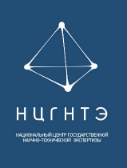 НЦГНТЭ
НАЦИОНАЛЬНЫЙ ЦЕНТР ГОСУДАРСТВЕННОЙ
НАУЧНО-ТЕХНИЧЕСКОЙ ЭКСПЕРТИЗЫ